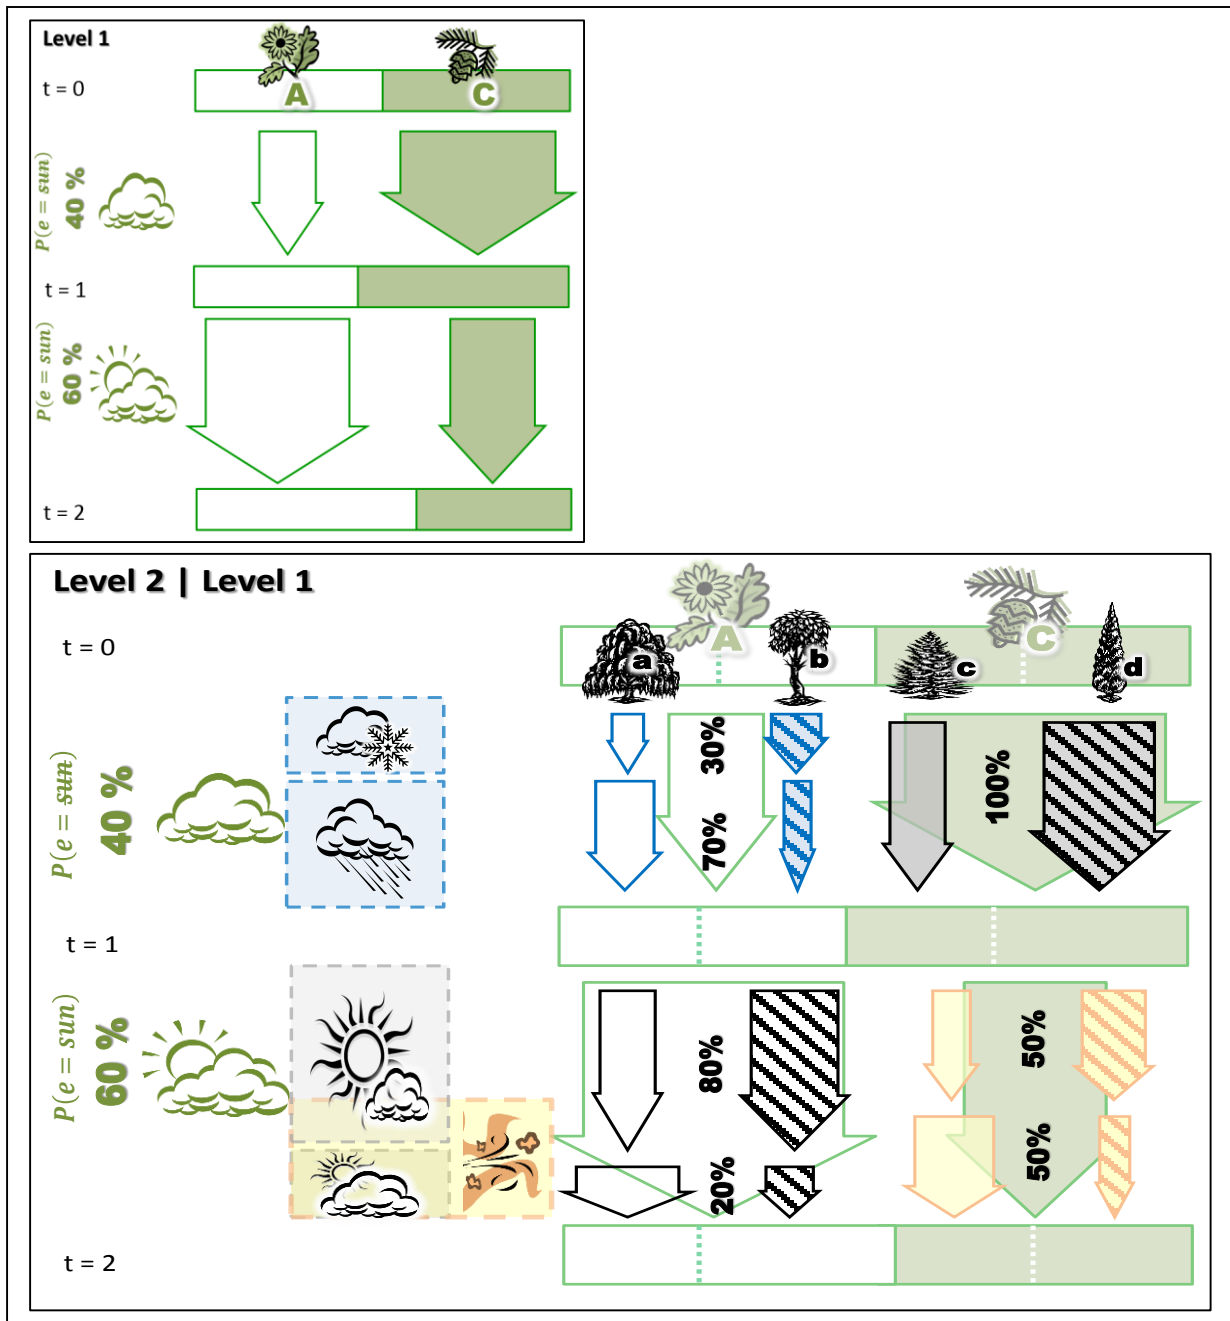 Level 1
t = 0
A
C
P(e = sun)
40 %
t = 1
P(e = sun)
60 %
t = 2
Level 2 | Level 1
t = 0
A
C
a
b
c
d
P(e = sun)
40 %
30%
70%
100%
t = 1
P(e = sun)
60 %
80%
20%
50%
50%
t = 2